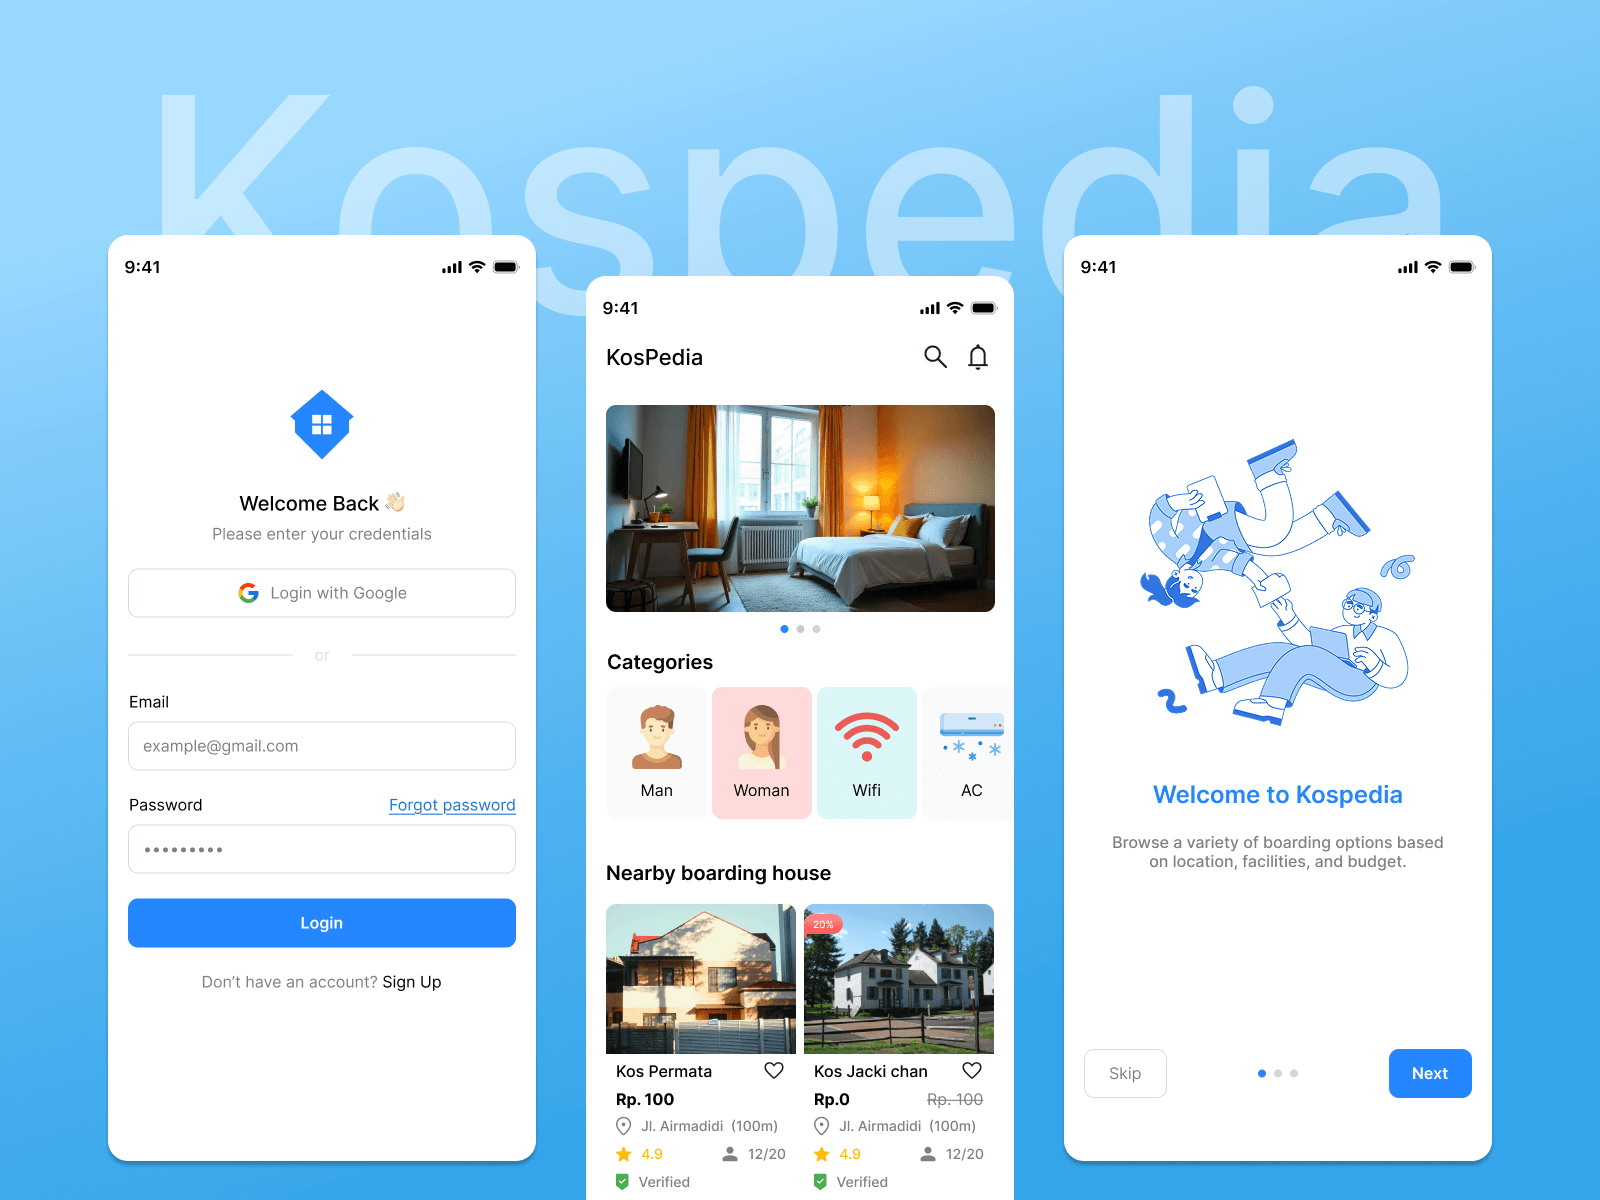 Kospedia
9:41
Welcome Back 👋🏻
Please enter your credentials
Login with Google
or
Email
example@gmail.com
Password
Forgot password
•••••••••
Login
Don’t have an account? Sign Up
9:41
KosPedia
Categories
Man
Woman
Wifi
AC
Nearby boarding house
20%
Kos Permata
Rp. 100
Jl. Airmadidi (100m)
4.9
12/20
Verified
Kos Jacki chan
Rp.0
Rp. 100
Jl. Airmadidi (100m)
4.9
12/20
Verified
9:41
Welcome to Kospedia
Browse a variety of boarding options based
on location, facilities, and budget.
Skip
Next